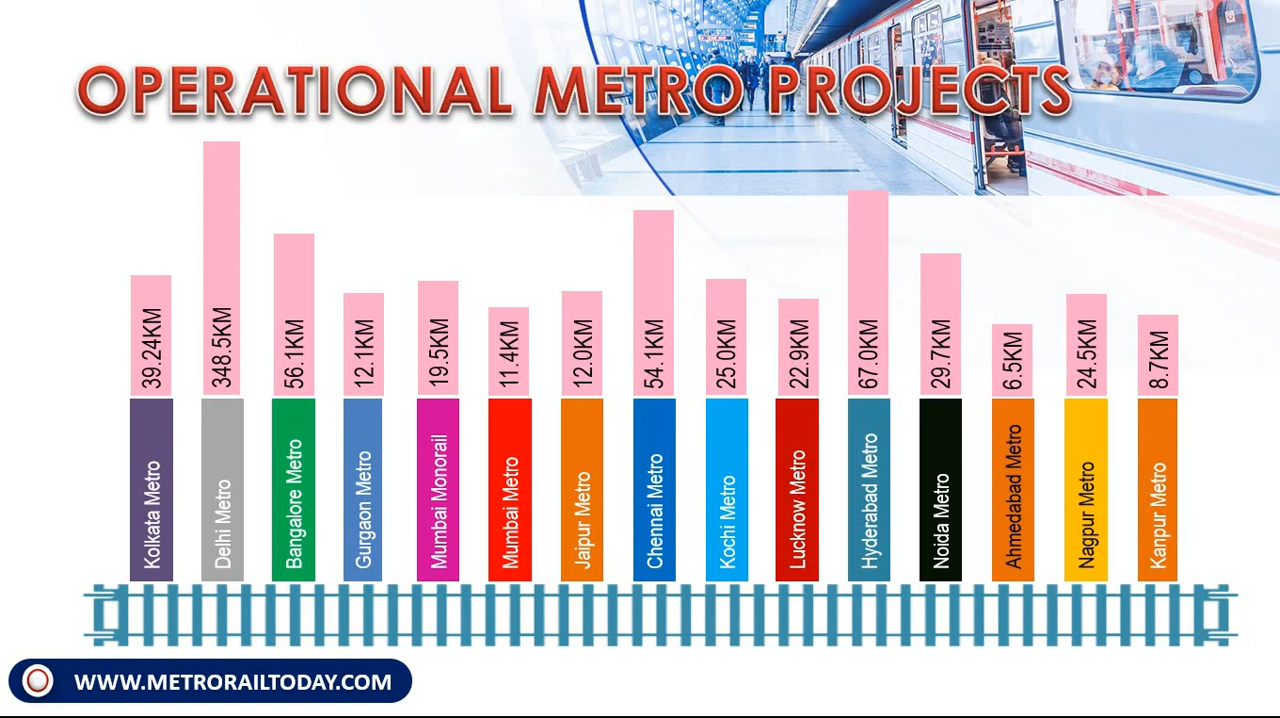 OPERATIONAL METRO PROJECTS
39.24KM
348.5KM
56.1KM
12.1KM
19.5KM
11.4KM
12.0KM
54.1KM
25.0KM
22.9KM
67.0KM
29.7KM
6.5KM
24.5KM
8.7KM
Kolkata Metro
Delhi Metro
Bangalore Metro
Gurgaon Metro
Mumbai Monorail
Mumbai Metro
Jaipur Metro
Chennai Metro
Kochi Metro
Lucknow Metro
Hyderabad Metro
Noida Metro
Ahmedabad Metro
Nagpur Metro
Kanpur Metro
WWW.METRORAILTODAY.COM